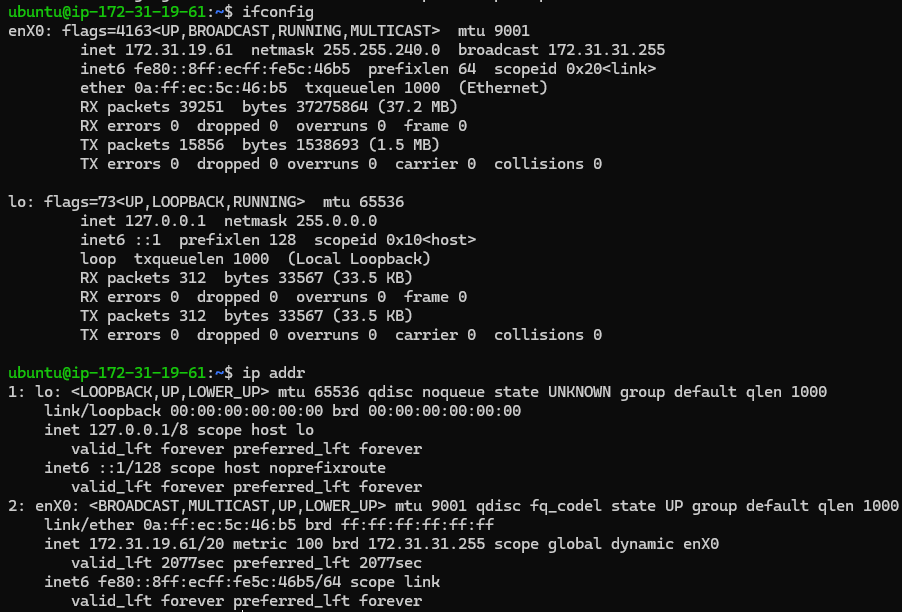 ubuntu@ip-172-31-19-61:~$ ifconfig
enX0: flags=4163<UP,BROADCAST,RUNNING,MULTICAST>  mtu 9001
        inet 172.31.19.61  netmask 255.255.240.0  broadcast 172.31.31.255
        inet6 fe80::8ff:ecff:fe5c:46b5  prefixlen 64  scopeid 0x20<link>
        ether 0a:ff:ec:5c:46:b5  txqueuelen 1000  (Ethernet)
        RX packets 39251  bytes 37275864 (37.2 MB)
        RX errors 0  dropped 0  overruns 0  frame 0
        TX packets 15856  bytes 1538693 (1.5 MB)
        TX errors 0  dropped 0 overruns 0  carrier 0  collisions 0

lo: flags=73<UP,LOOPBACK,RUNNING>  mtu 65536
        inet 127.0.0.1  netmask 255.0.0.0
        inet6 ::1  prefixlen 128  scopeid 0x10<host>
        loop  txqueuelen 1000  (Local Loopback)
        RX packets 312  bytes 33567 (33.5 KB)
        RX errors 0  dropped 0  overruns 0  frame 0
        TX packets 312  bytes 33567 (33.5 KB)
        TX errors 0  dropped 0 overruns 0  carrier 0  collisions 0

ubuntu@ip-172-31-19-61:~$ ip addr
1: lo: <LOOPBACK,UP,LOWER_UP> mtu 65536 qdisc noqueue state UNKNOWN group default qlen 1000
    link/loopback 00:00:00:00:00:00 brd 00:00:00:00:00:00
    inet 127.0.0.1/8 scope host lo
       valid_lft forever preferred_lft forever
    inet6 ::1/128 scope host noprefixroute
       valid_lft forever preferred_lft forever
2: enX0: <BROADCAST,MULTICAST,UP,LOWER_UP> mtu 9001 qdisc fq_codel state UP group default qlen 1000
    link/ether 0a:ff:ec:5c:46:b5 brd ff:ff:ff:ff:ff:ff
    inet 172.31.19.61/20 metric 100 brd 172.31.31.255 scope global dynamic enX0
       valid_lft 2077sec preferred_lft 2077sec
    inet6 fe80::8ff:ecff:fe5c:46b5/64 scope link
       valid_lft forever preferred_lft forever